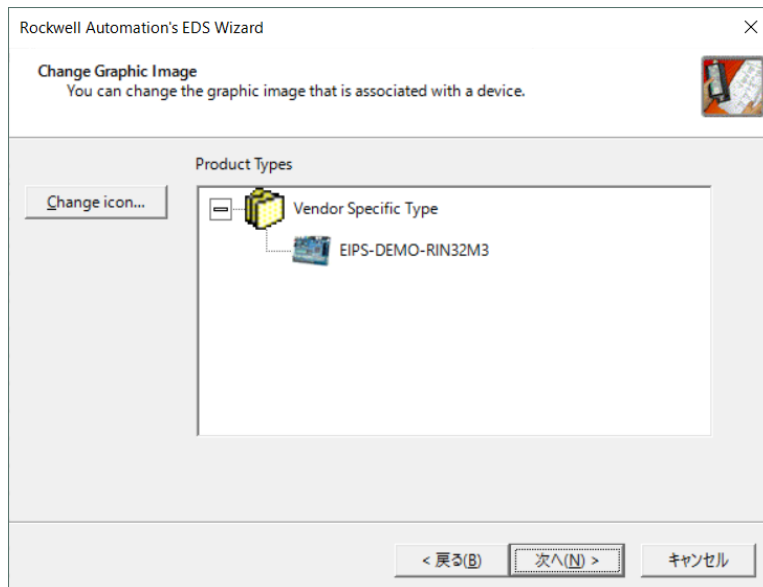 Rockwell Automation's EDS Wizard
Change Graphic Image
You can change the graphic image that is associated with a device.
Product Types
Change icon...
Vendor Specific Type
EIPS-DEMO-RIN32M3
< 戻る(B)
次へ(N) >
キャンセル